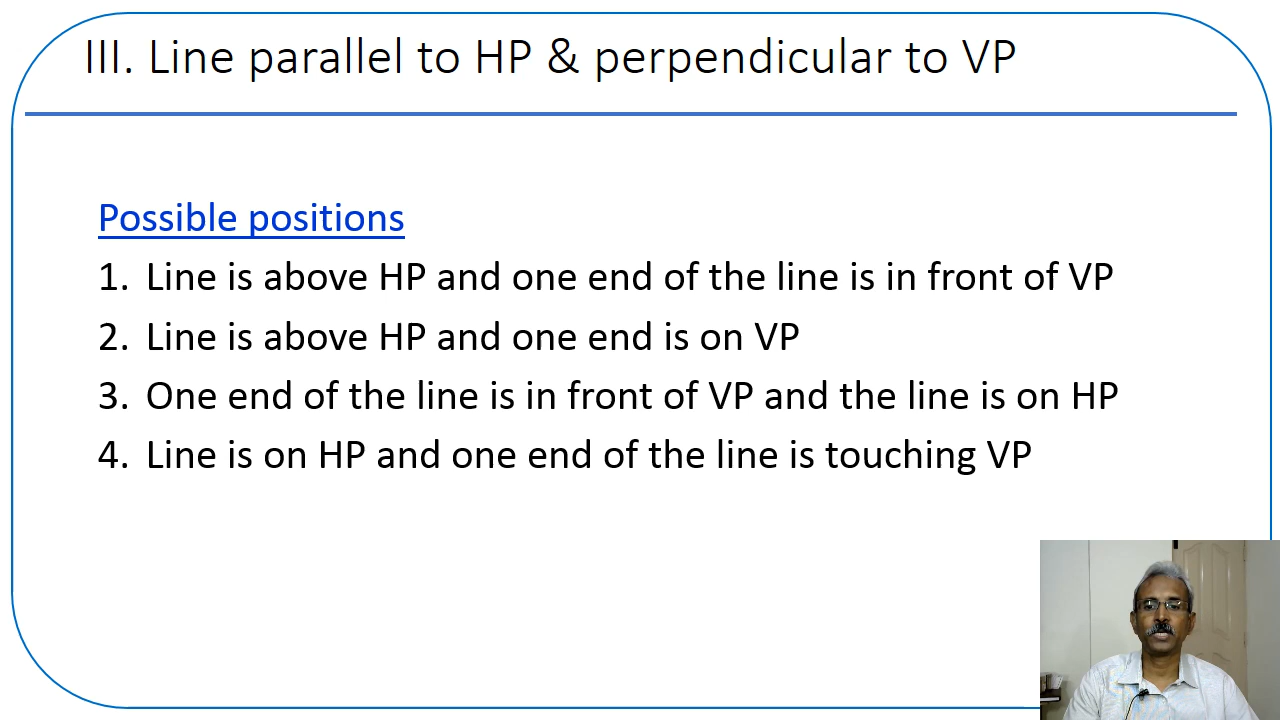 III. Line parallel to HP & perpendicular to VP
Possible positions
1. Line is above HP and one end of the line is in front of VP
2. Line is above HP and one end is on VP
3. One end of the line is in front of VP and the line is on HP
4. Line is on HP and one end of the line is touching VP